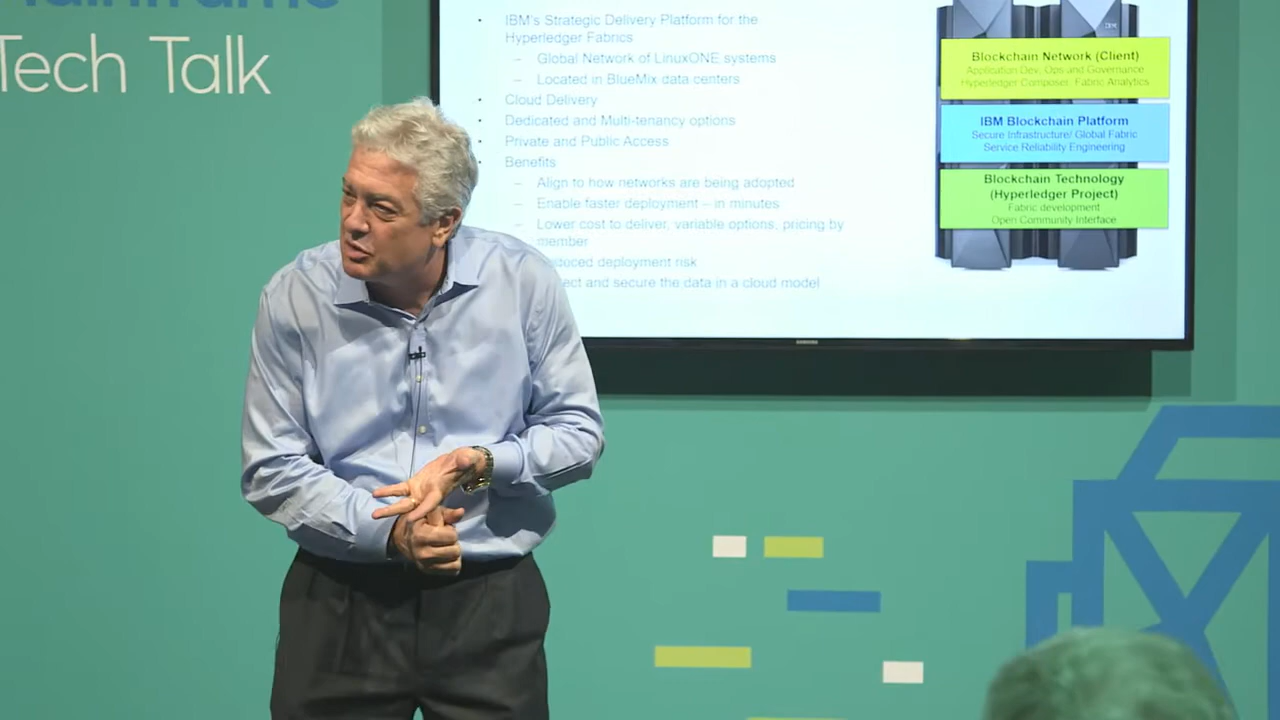 Mainframe
Tech Talk
IBM's Strategic Delivery Platform for the
Hyperledger Fabrics
Global Network of LinuxONE systems
Located in BlueMix data centers
Cloud Delivery
Dedicated and Multi-tenancy options
Private and Public Access
Benefits
Align to how networks are being adopted
Enable faster deployment – in minutes
Lower cost to deliver, variable options, pricing by
member
deployment risk
and secure the data in a cloud model
IBM
Blockchain Network (Client)
Application Dev, Ops and Governance
Hyperledger Composer, Fabric Analytics
IBM Blockchain Platform
Secure Infrastructure/ Global Fabric
Service Reliability Engineering
Blockchain Technology
(Hyperledger Project)
Fabric development
Open Community Interface
SAMSUNG